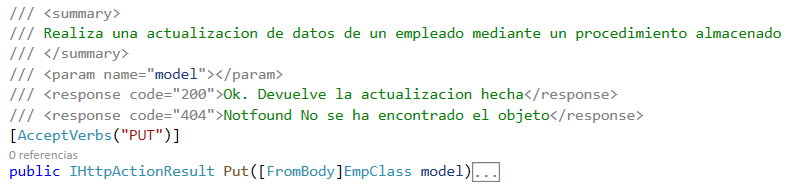 /// <summary>
/// Realiza una actualizacion de datos de un empleado mediante un procedimiento almacenado
/// </summary>
/// <param name="model"></param>
/// <response code="200">Ok. Devuelve la actualizacion hecha</response>
/// <response code="404">Notfound No se ha encontrado el objeto</response>
[AcceptVerbs("PUT")]
0 referencias
public IHttpActionResult Put([FromBody]EmpClass model)...